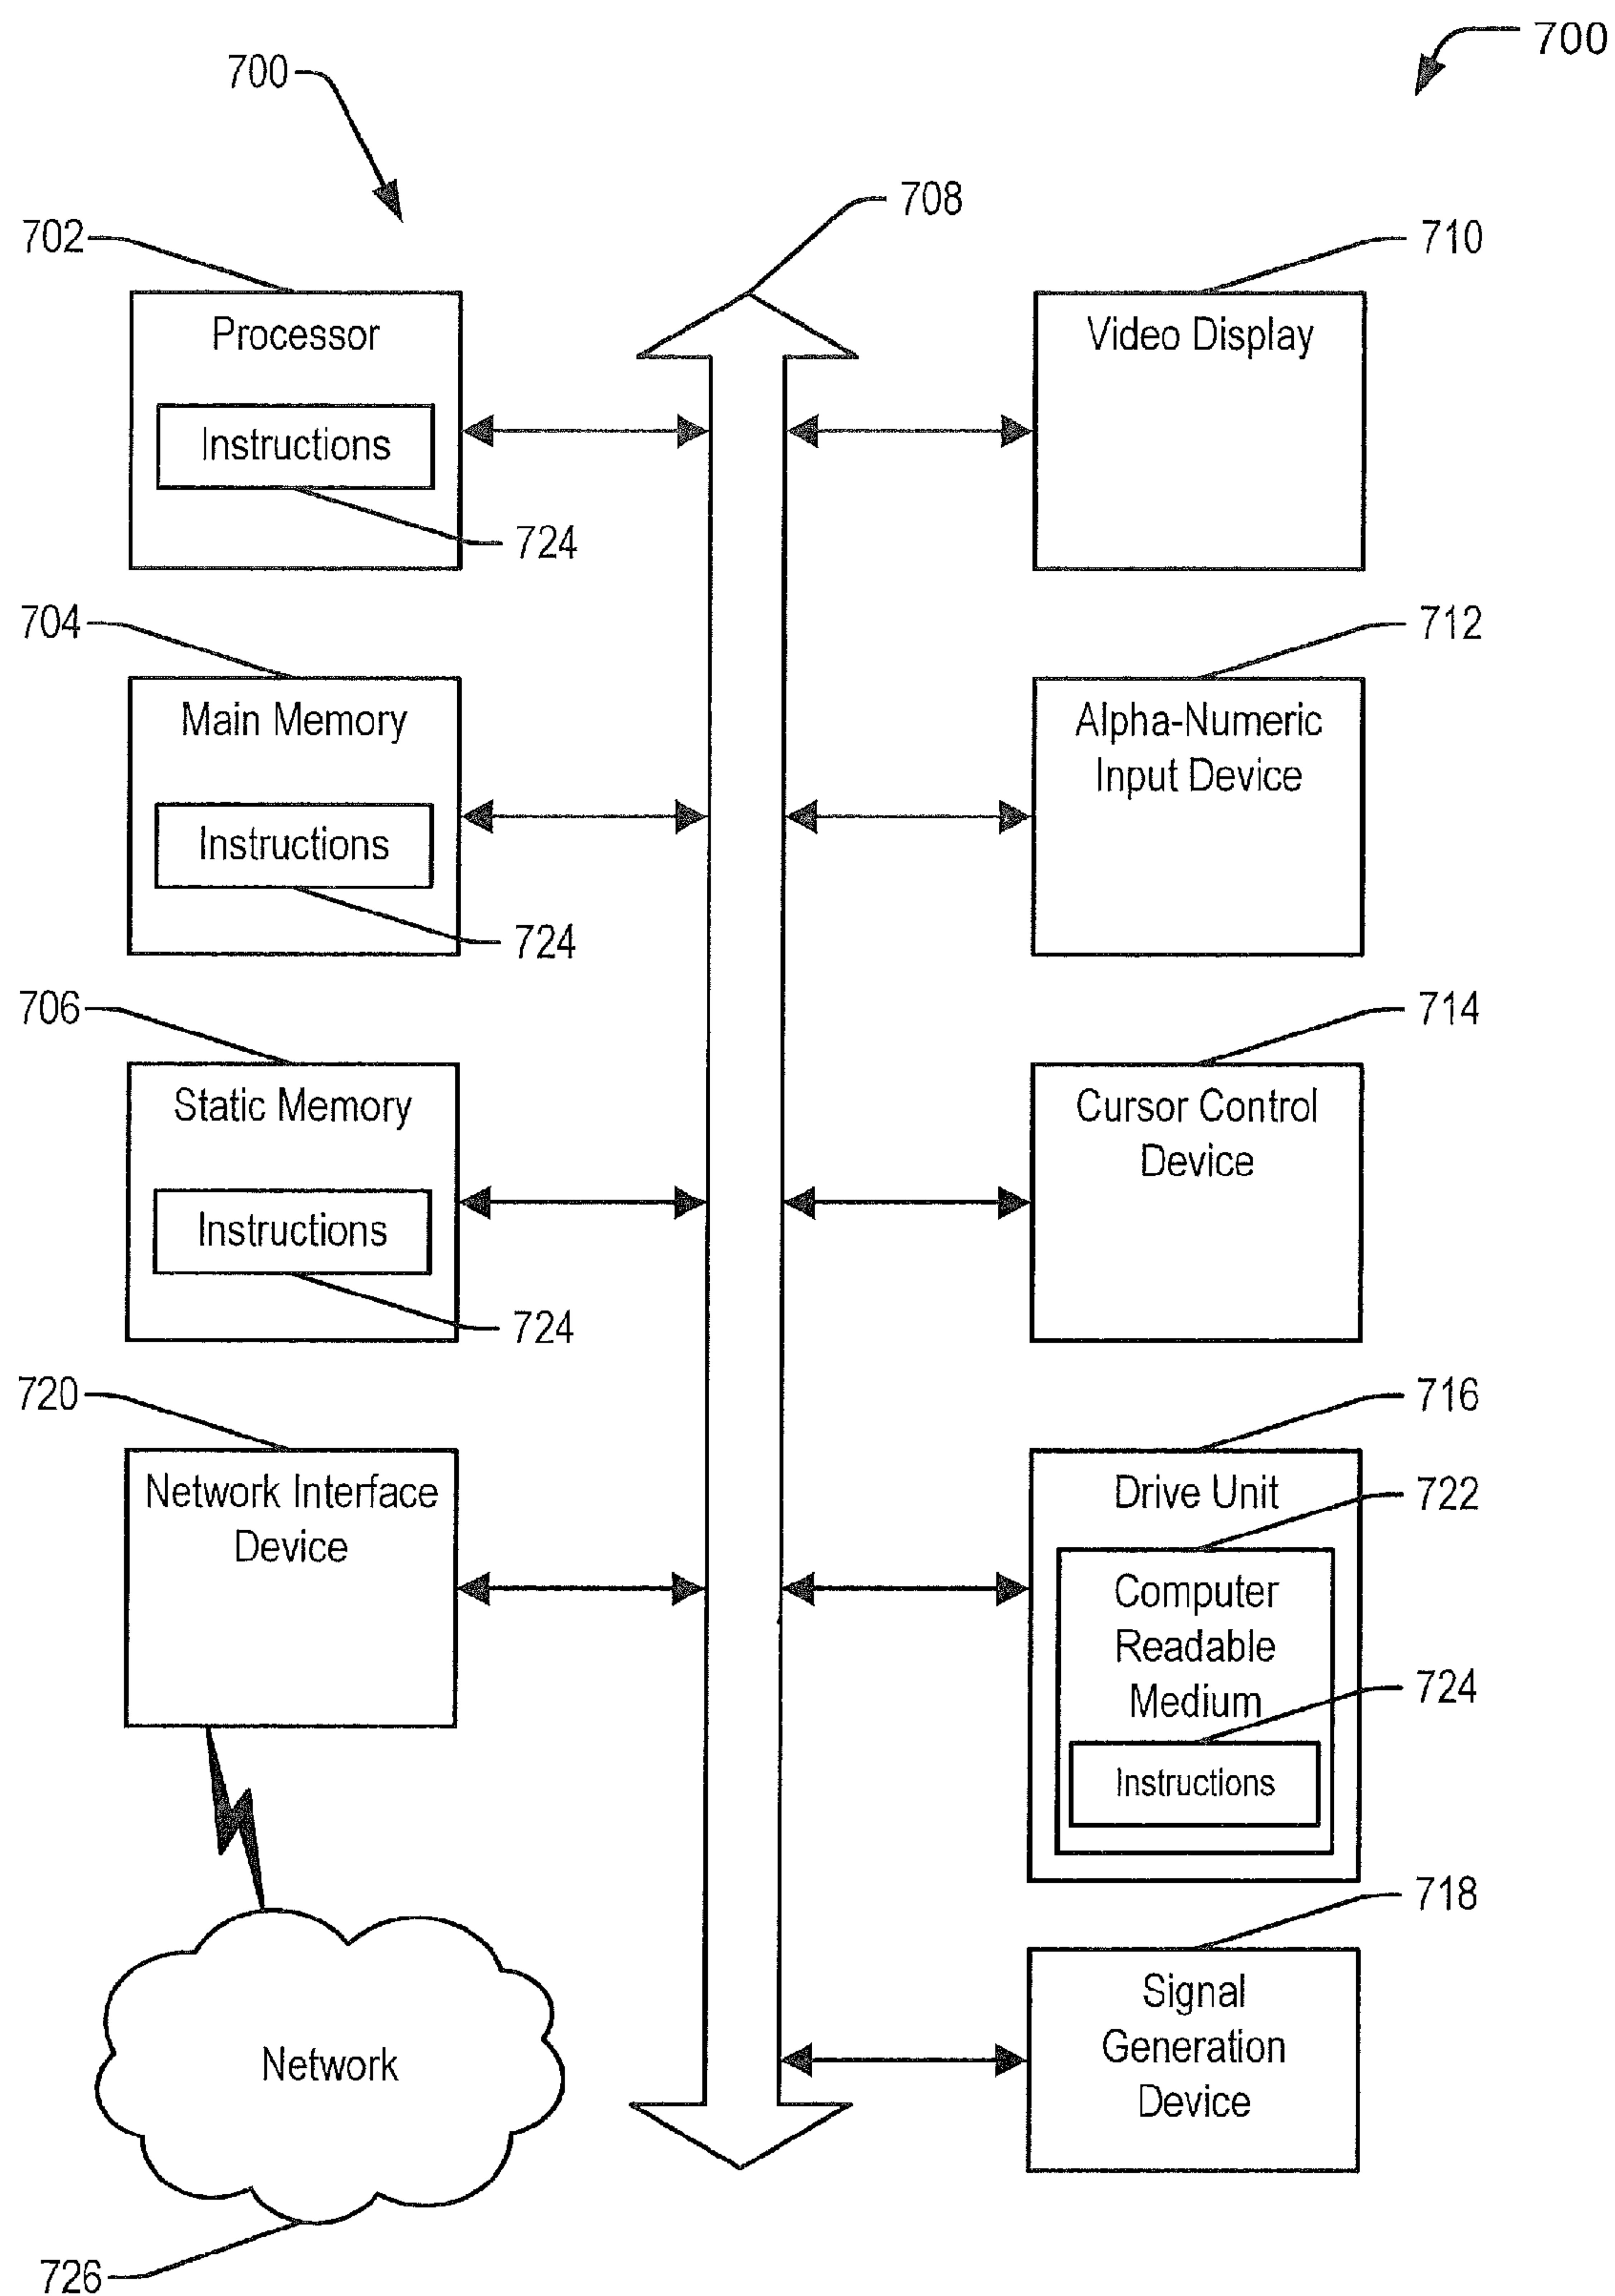 700
700
708
702
Processor
Instructions
724
710
Video Display
704
Main Memory
Instructions
724
712
Alpha-Numeric
Input Device
706
Static Memory
Instructions
724
714
Cursor Control
Device
720
Network Interface
Device
716
Drive Unit
722
Computer
Readable
Medium
724
Instructions
718
Signal
Generation
Device
Network
726